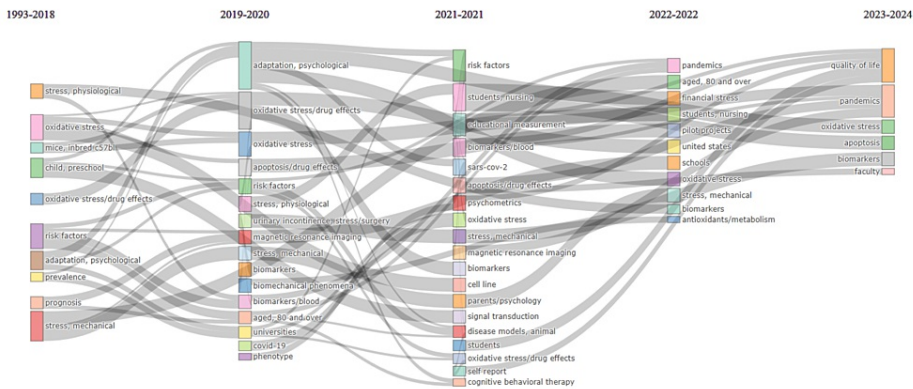 1993-2018
2019-2020
2021-2021
2022-2022
2023-2024
stress, physiological
oxidative stress
mice, inbred c57bl
child, preschool
oxidative stress/drug effects
risk factors
adaptation, psychological
prevalence
prognosis
stress, mechanical
adaptation, psychological
oxidative stress/drug effects
oxidative stress
apoptosis/drug effects
risk factors
stress, physiological
urinary incontinence, stress/surgery
magnetic resonance imaging
stress, mechanical
biomarkers
biomechanical phenomena
biomarkers/blood
aged, 80 and over
universities
covid-19
phenotype
risk factors
students, nursing
educational measurement
biomarkers/blood
sars-cov-2
apoptosis/drug effects
psychometrics
oxidative stress
stress, mechanical
magnetic resonance imaging
biomarkers
cell line
parents/psychology
signal transduction
disease models, animal
students
oxidative stress/drug effects
self report
cognitive behavioral therapy
pandemics
aged, 80 and over
financial stress
students, nursing
pilot projects
united states
schools
oxidative stress
stress, mechanical
biomarkers
antioxidants/metabolism
quality of life
pandemics
oxidative stress
apoptosis
biomarkers
faculty